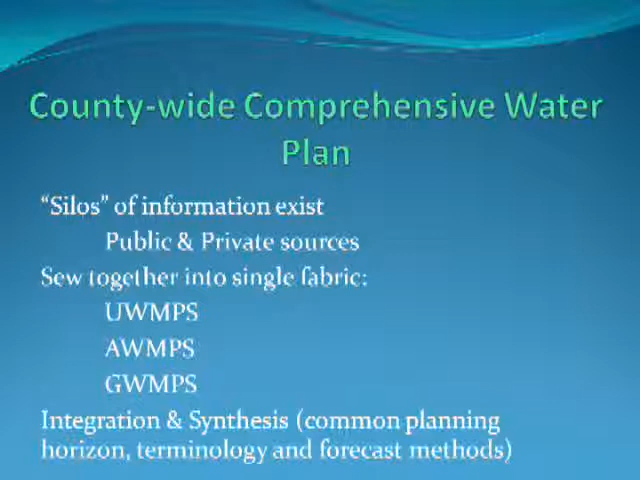 County-wide Comprehensive Water
Plan
“Silos” of information exist
Public & Private sources
Sew together into single fabric:
UWMPS
AWMPS
GWMPS
Integration & Synthesis (common planning
horizon, terminology and forecast methods)